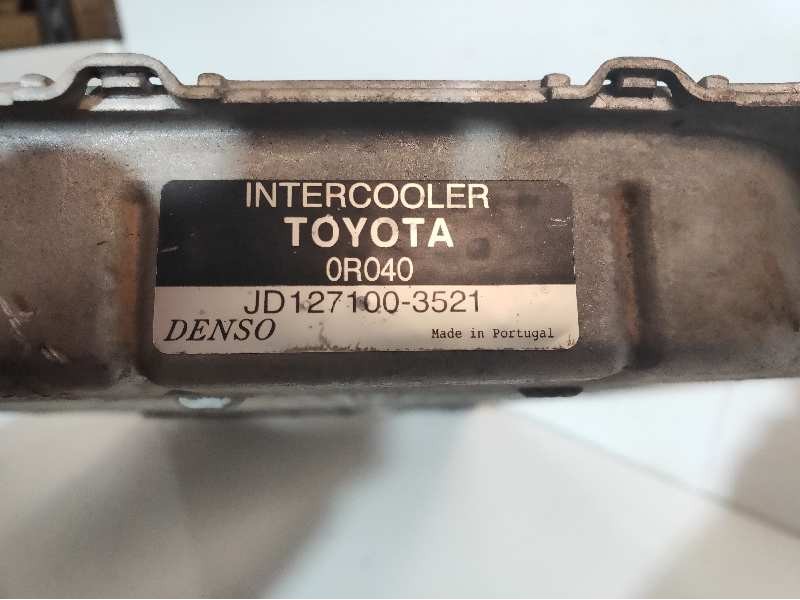 INTERCOOLER
TOYOTA
0R040
JD127100-3521
DENSO Made in Portugal